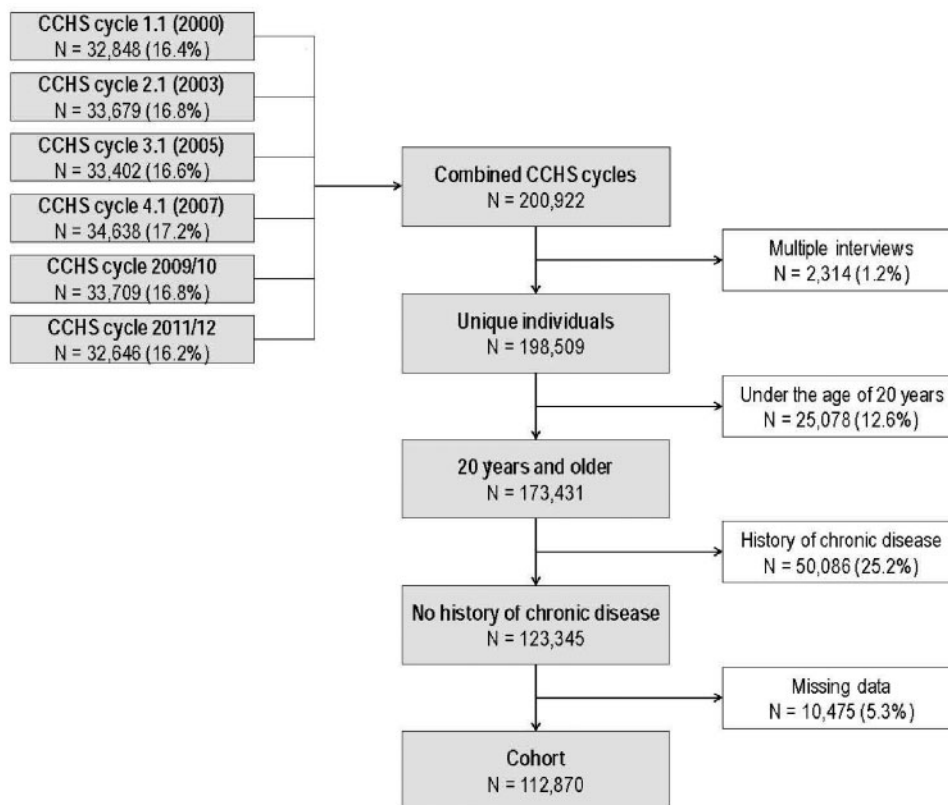 CCHS cycle 1.1 (2000)
N = 32,848 (16.4%)
CCHS cycle 2.1 (2003)
N = 33,679 (16.8%)
CCHS cycle 3.1 (2005)
N = 33,402 (16.6%)
CCHS cycle 4.1 (2007)
N = 34,638 (17.2%)
CCHS cycle 2009/10
N = 33,709 (16.8%)
CCHS cycle 2011/12
N = 32,646 (16.2%)
Combined CCHS cycles
N = 200,922
Multiple interviews
N = 2,314 (1.2%)
Unique individuals
N = 198,509
Under the age of 20 years
N = 25,078 (12.6%)
20 years and older
N = 173,431
History of chronic disease
N = 50,086 (25.2%)
No history of chronic disease
N = 123,345
Missing data
N = 10,475 (5.3%)
Cohort
N = 112,870